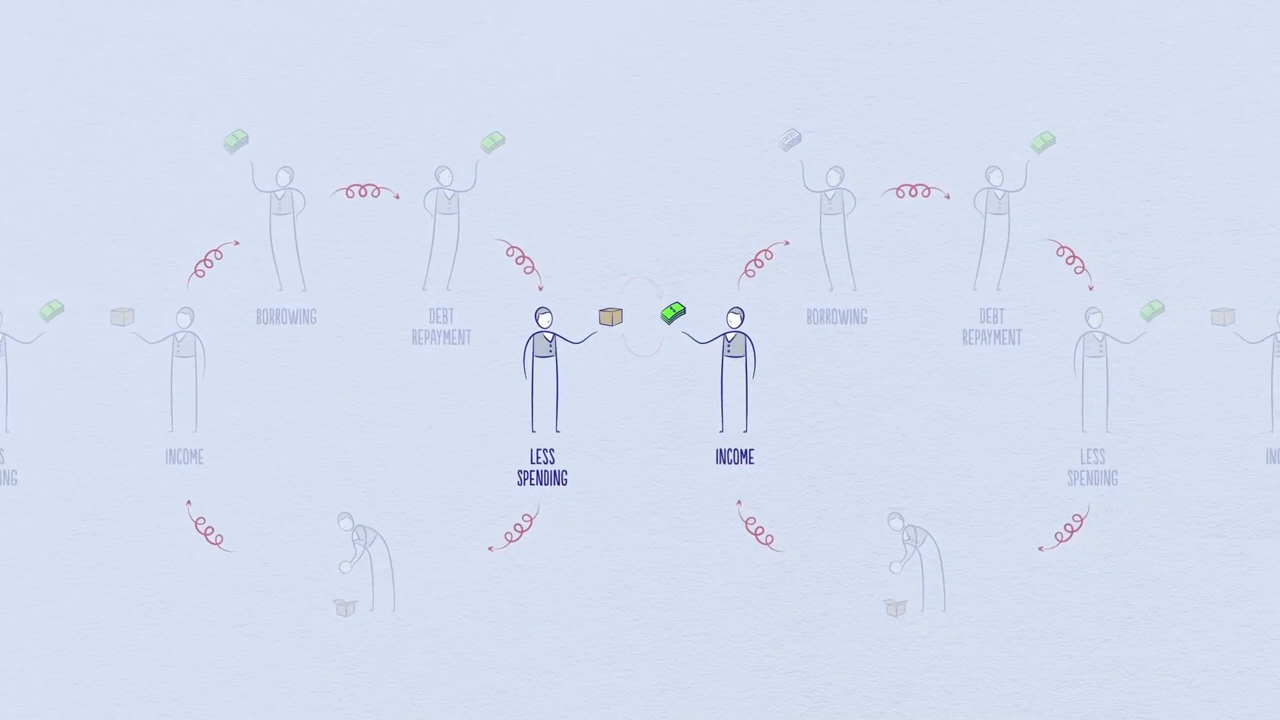 BORROWING
DEBT
REPAYMENT
BORROWING
DEBT
REPAYMENT
INCOME
LESS
SPENDING
INCOME
LESS
SPENDING